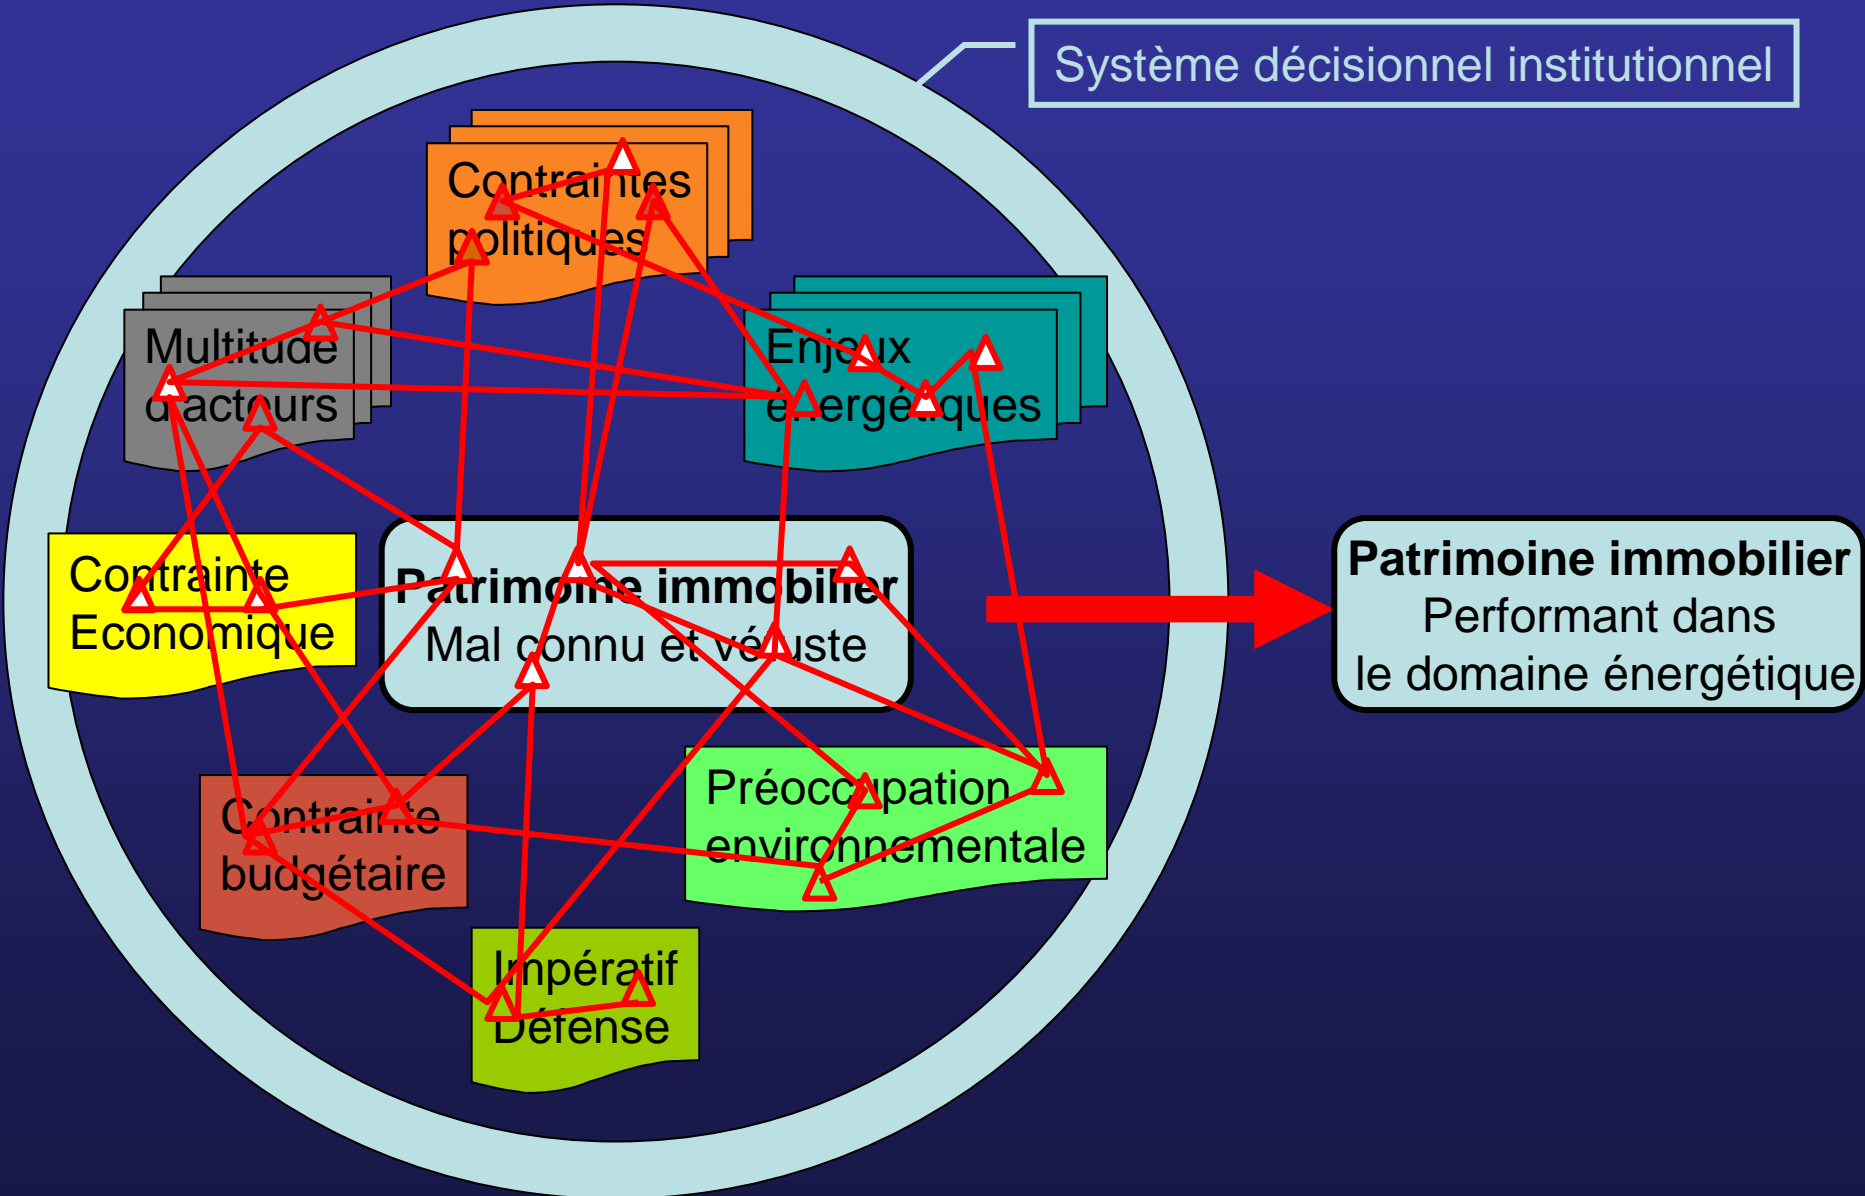 Système décisionnel institutionnel
Contraintes
politiques
Multitude
d'acteurs
Enjeux
énergétiques
Contrainte
Economique
Patrimoine immobilier
Mal connu et vétuste
Patrimoine immobilier
Performant dans
le domaine énergétique
Contrainte
budgétaire
Préoccupation
environnementale
Impératif
Défense